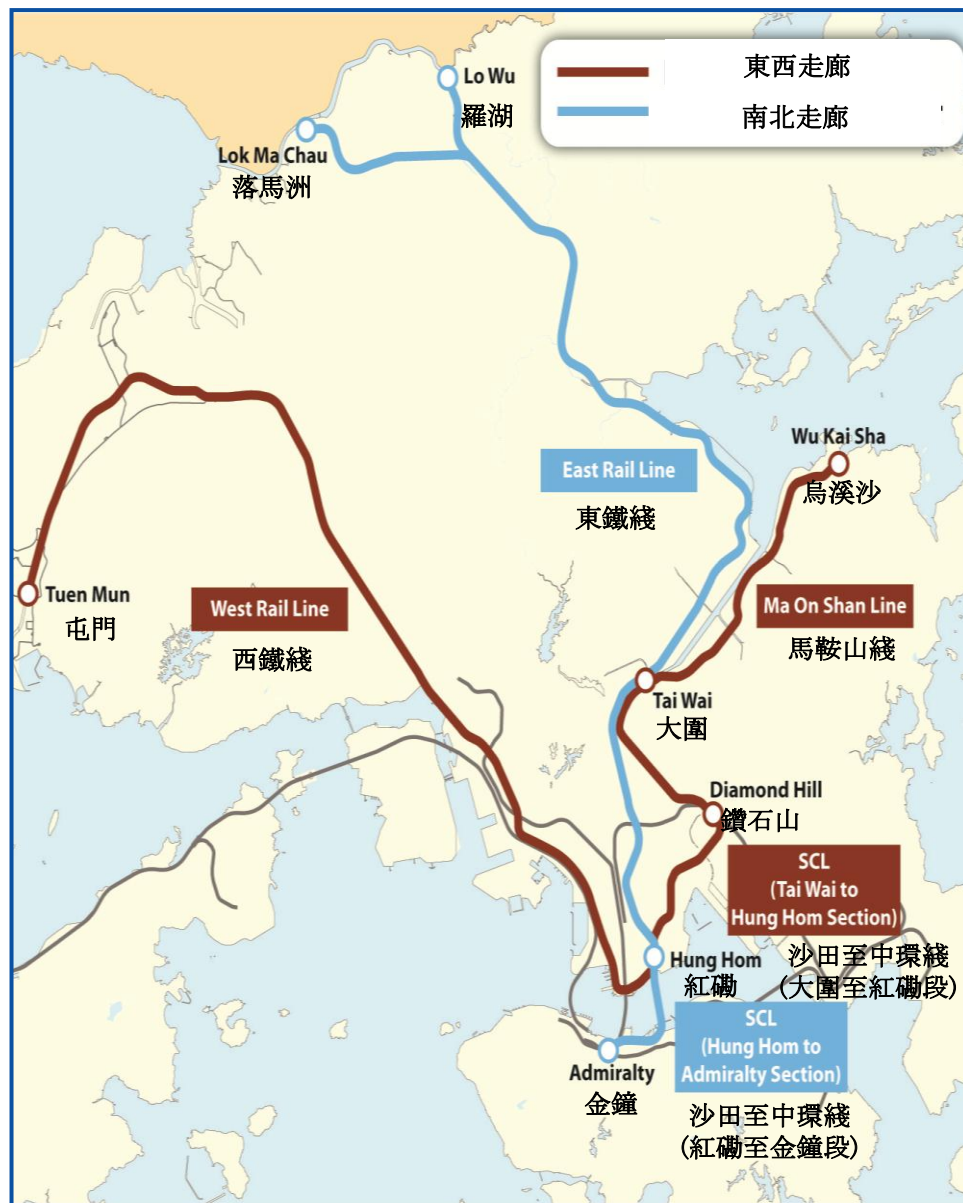 東西走廊
南北走廊
Lo Wu
羅湖
Lok Ma Chau
落馬洲
Wu Kai Sha
烏溪沙
East Rail Line
東鐵綫
Tuen Mun
屯門
West Rail Line
西鐵綫
Ma On Shan Line
馬鞍山綫
Tai Wai
大圍
Diamond Hill
鑽石山
SCL
(Tai Wai to
Hung Hom Section)
沙田至中環綫
(大圍至紅磡段)
Hung Hom
紅磡
SCL
(Hung Hom to
Admiralty Section)
沙田至中環綫
(紅磡至金鐘段)
Admiralty
金鐘